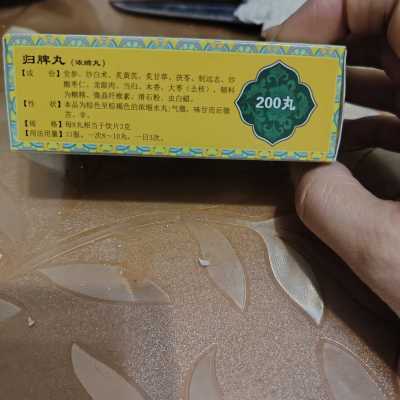 归脾丸（浓缩丸）
【成　份】党参、炒白术、炙黄芪、炙甘草、茯苓、制远志、炒
酸枣仁、龙眼肉、当归、木香、大枣（去核）。辅料
为糊精、微晶纤维素、滑石粉、虫白蜡。
【性　状】本品为棕色至棕褐色的浓缩水丸；气微，味甘而后微
苦、辛。
【规　格】每8丸相当于饮片3克
【用法用量】口服。一次8～10丸，一日3次。
200丸